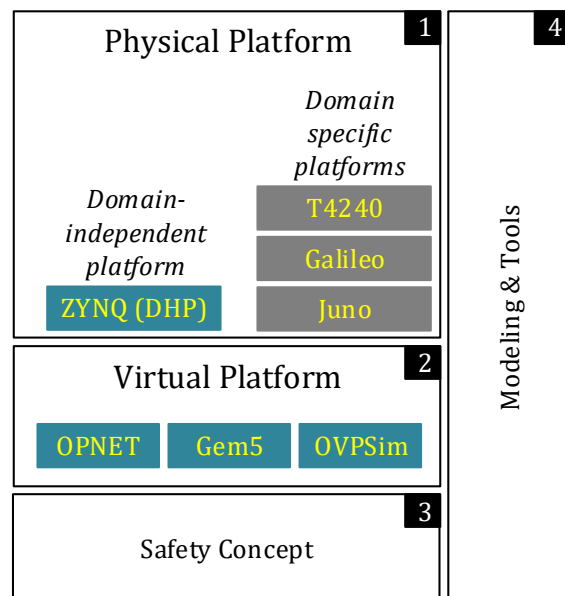 Physical Platform
1
Domain
specific
platforms
T4240
Galileo
Juno
Domain-
independent
platform
ZYNQ (DHP)
Virtual Platform
2
OPNET
Gem5
OVPSim
3
Safety Concept
4
Modeling & Tools